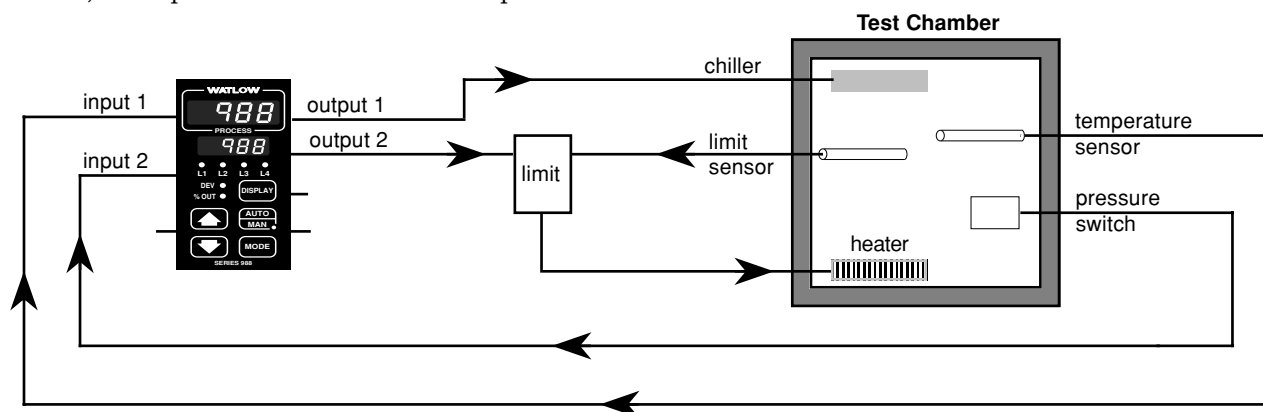 Test Chamber
chiller
input 1
WATLOW
988
PROCESS
output 1
988
output 2
input 2
L1 L2 L3 L4
DEV
% OUT
DISPLAY
AUTO
MAN
MODE
SERIES 988
limit
limit
sensor
temperature
sensor
pressure
switch
heater